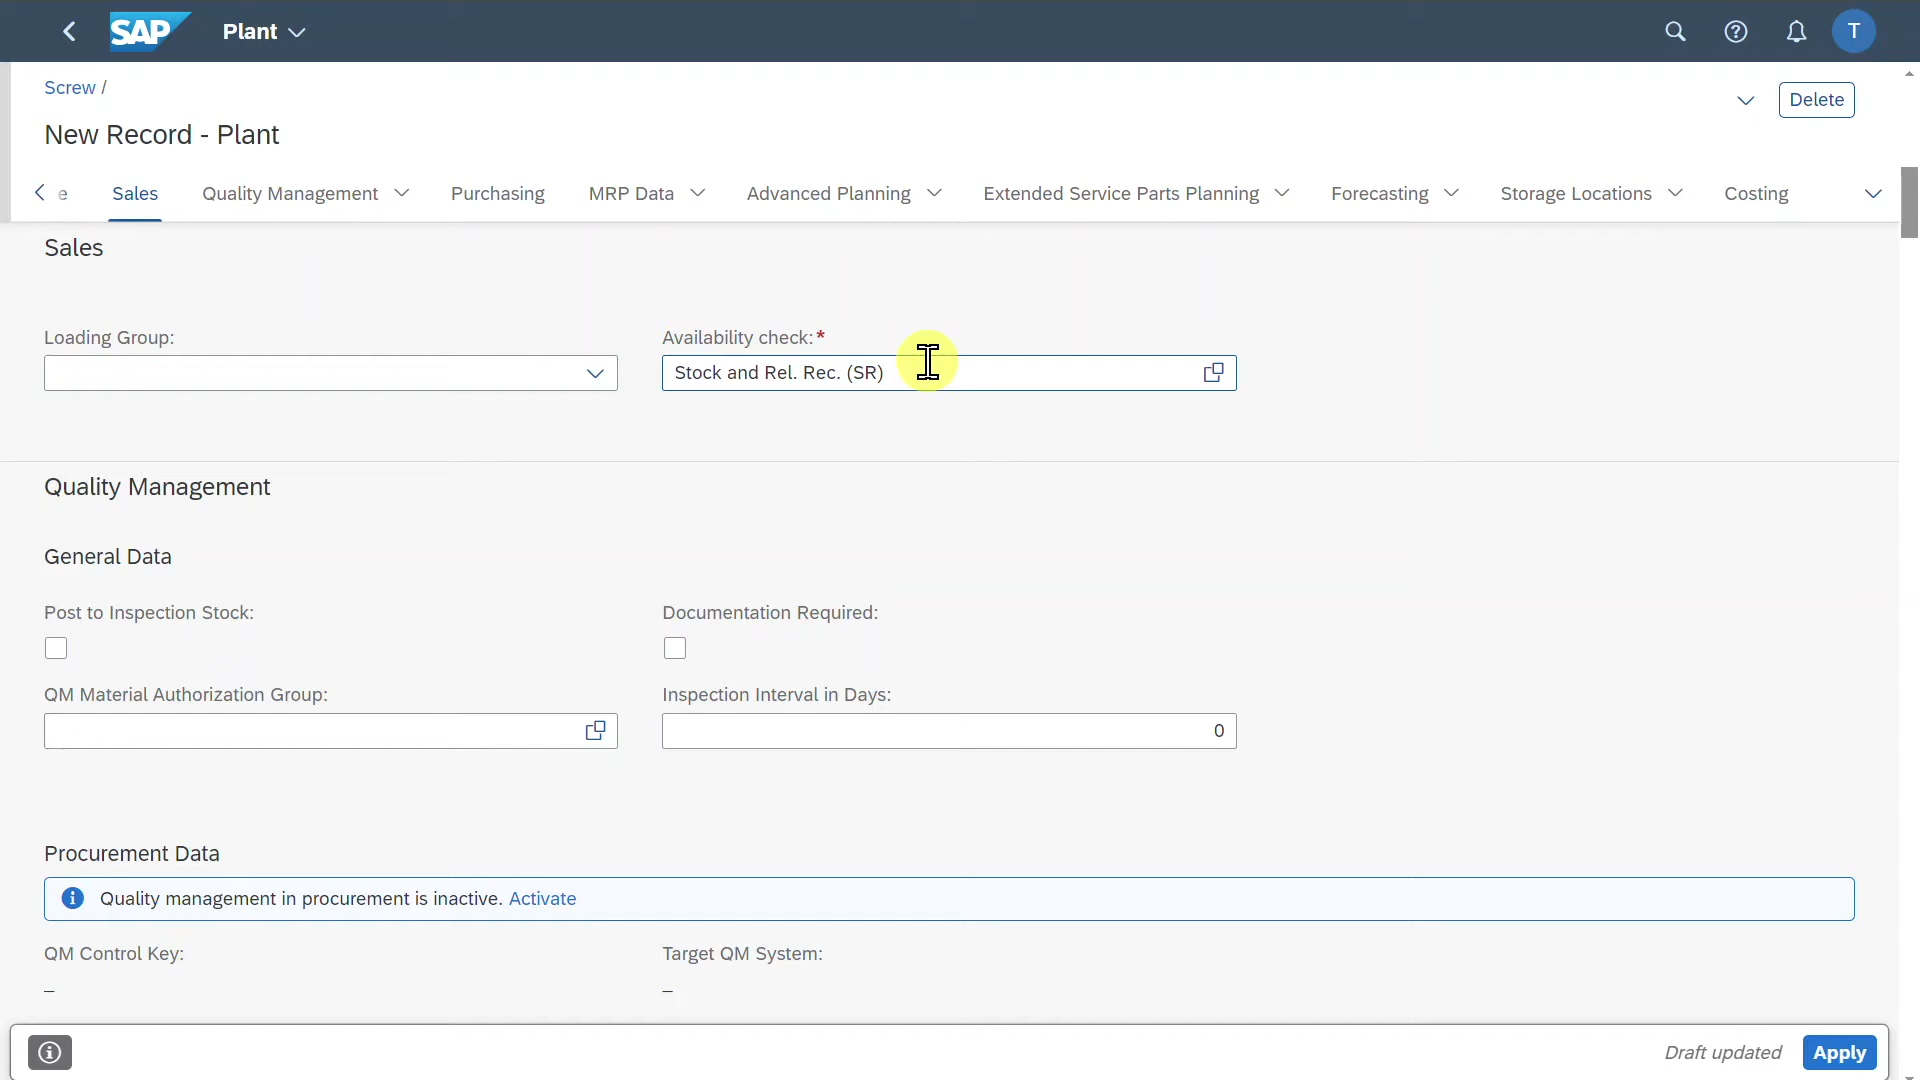 SAP Plant T
Screw /
Delete
New Record - Plant
e Sales Quality Management Purchasing MRP Data Advanced Planning Extended Service Parts Planning Forecasting Storage Locations Costing
Sales
Loading Group: Availability check:*
Stock and Rel. Rec. (SR)
Quality Management
General Data
Post to Inspection Stock: Documentation Required:
QM Material Authorization Group: Inspection Interval in Days:
0
Procurement Data
Quality management in procurement is inactive. Activate
QM Control Key: Target QM System:
– –
Draft updated Apply